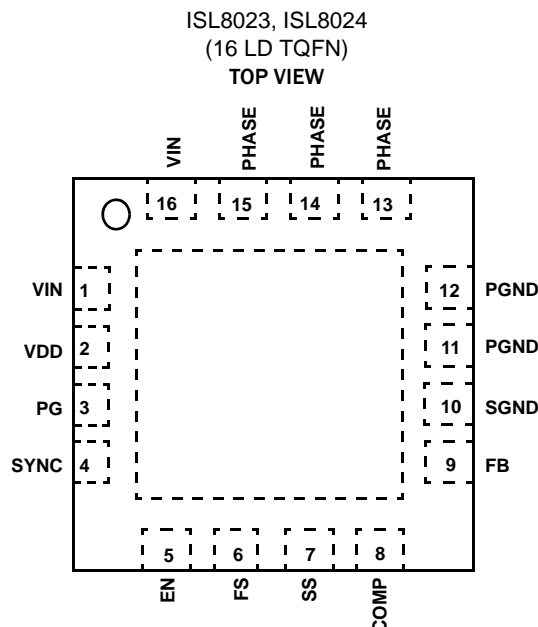 ISL8023, ISL8024
(16 LD TQFN)
TOP VIEW
VIN
PHASE
PHASE
PHASE
16
15
14
13
VIN 1
12 PGND
VDD 2
11 PGND
PG 3
10 SGND
SYNC 4
9 FB
5
6
7
8
EN
FS
SS
COMP